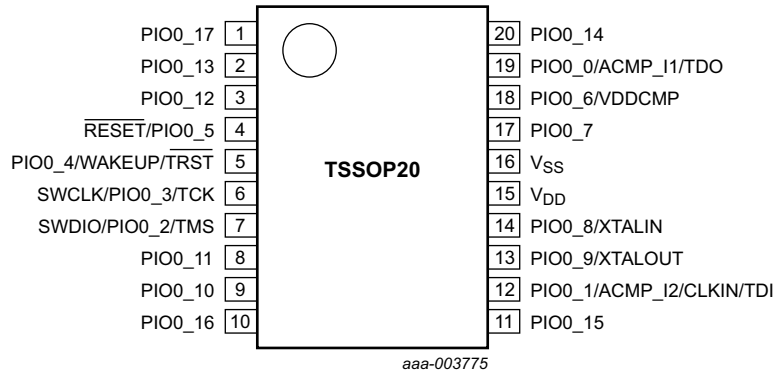 PIO0_17 1
PIO0_13 2
PIO0_12 3
RESET/PIO0_5 4
PIO0_4/WAKEUP/TRST 5
SWCLK/PIO0_3/TCK 6
SWDIO/PIO0_2/TMS 7
PIO0_11 8
PIO0_10 9
PIO0_16 10
TSSOP20
20 PIO0_14
19 PIO0_0/ACMP_I1/TDO
18 PIO0_6/VDDCMP
17 PIO0_7
16 VSS
15 VDD
14 PIO0_8/XTALIN
13 PIO0_9/XTALOUT
12 PIO0_1/ACMP_I2/CLKIN/TDI
11 PIO0_15
aaa-003775